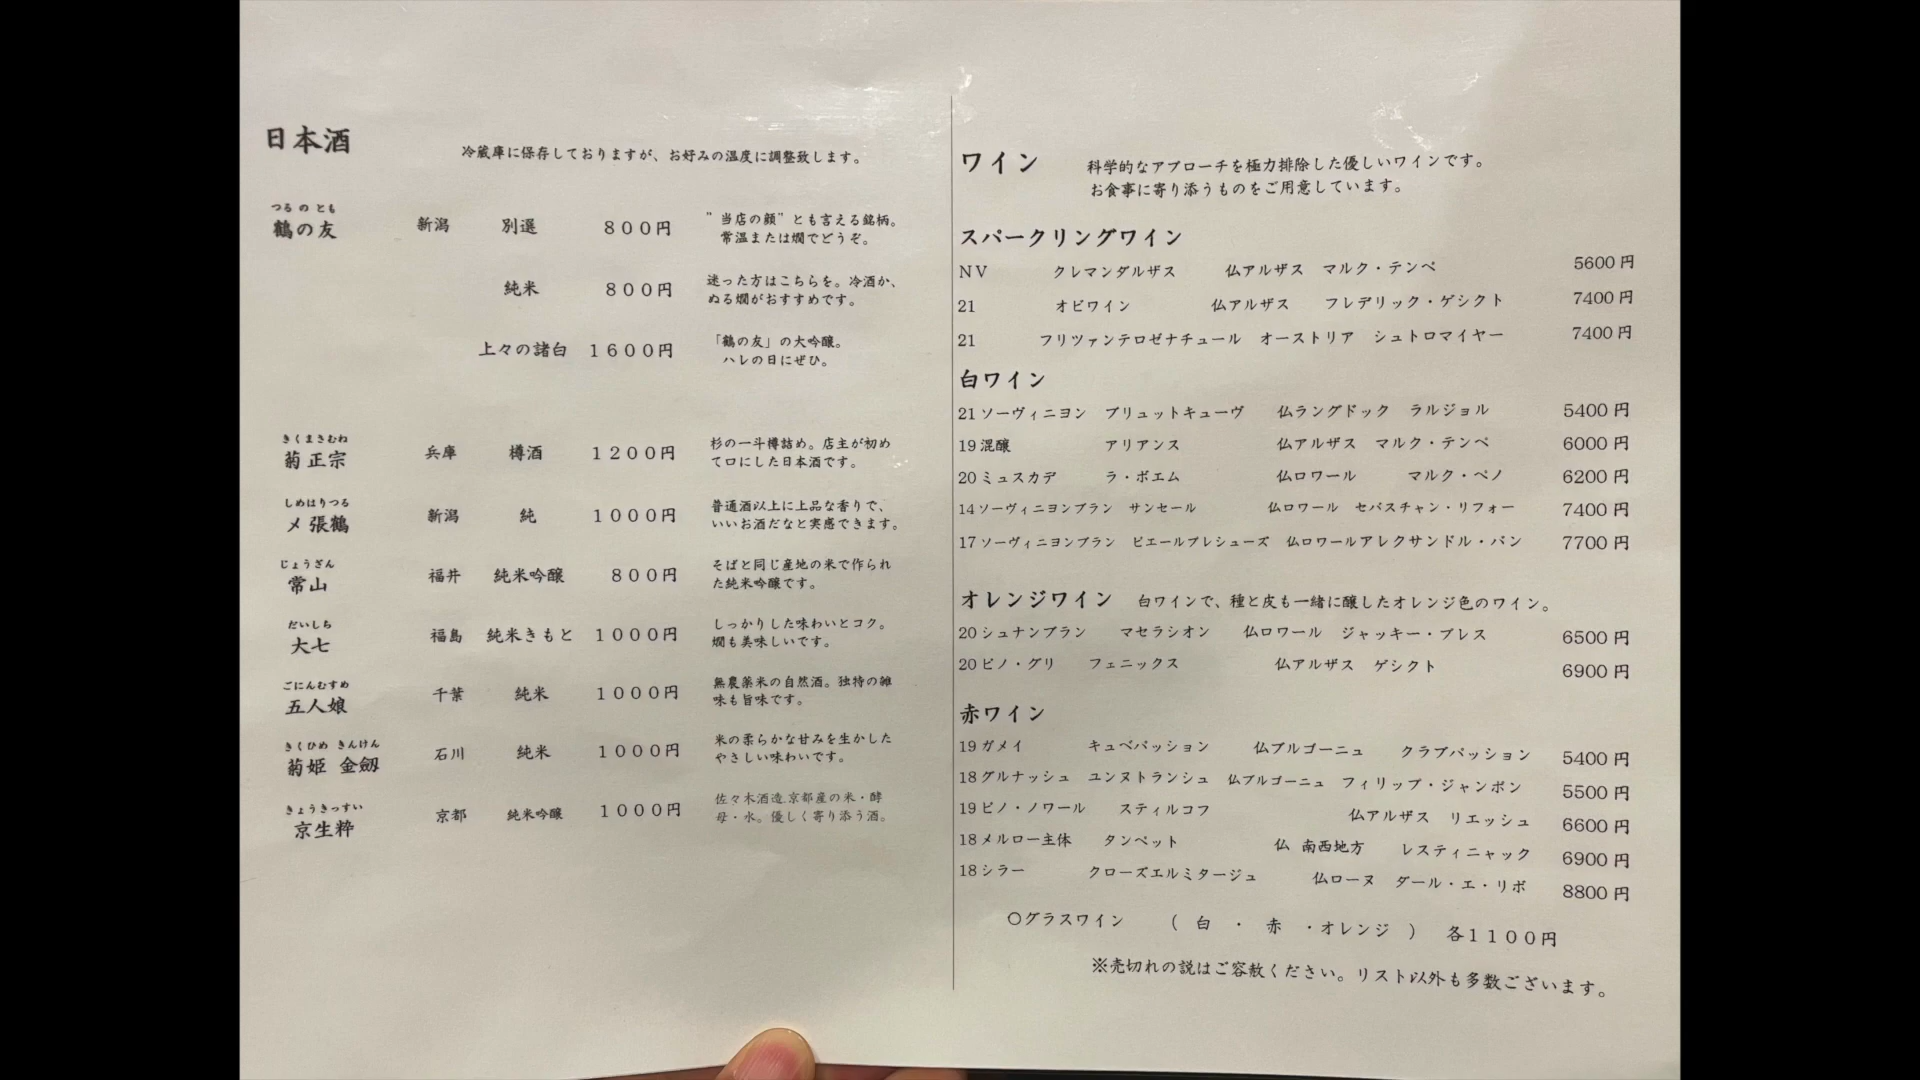 日本酒 冷蔵庫に保存しておりますが、お好みの温度に調整致します。
つる の とも
鶴の友 新潟 別選 800円 "当店の顔"とも言える銘柄。
常温または燗でどうぞ。
純米 800円 迷った方はこちらを。冷酒か、
ぬる燗がおすすめです。
上々の諸白 1600円 「鶴の友」の大吟醸。
ハレの日にぜひ。
きくまさむね
菊正宗 兵庫 樽酒 1200円 杉の一斗樽詰め。店主が初め
て口にした日本酒です。
しめはりつる
〆張鶴 新潟 純 1000円 普通酒以上に上品な香りで、
いいお酒だなと実感できます。
じょうざん
常山 福井 純米吟醸 800円 そばと同じ産地の米で作られ
た純米吟醸です。
だいしち
大七 福島 純米きもと 1000円 しっかりした味わいとコク。
燗も美味しいです。
ごにんむすめ
五人娘 千葉 純米 1000円 無農薬米の自然酒。独特の雑
味も旨味です。
きくひめ きんけん
菊姫 金劔 石川 純米 1000円 米の柔らかな甘みを生かした
やさしい味わいです。
きょうきっすい
京生粋 京都 純米吟醸 1000円 佐々木酒造.京都産の米・酵
母・水。優しく寄り添う酒。
ワイン 科学的なアプローチを極力排除した優しいワインです。
お食事に寄り添うものをご用意しています。
スパークリングワイン
NV クレマンダルザス 仏アルザス マルク・テンペ 5600円
21 オビワイン 仏アルザス フレデリック・ゲシクト 7400円
21 フリツァンテロゼナチュール オーストリア シュトロマイヤー 7400円
白ワイン
21ソーヴィニヨン ブリュットキューヴ 仏ラングドック ラルジョル 5400円
19混醸 アリアンス 仏アルザス マルク・テンペ 6000円
20ミュスカデ ラ・ボエム 仏ロワール マルク・ペノ 6200円
14ソーヴィニヨンブラン サンセール 仏ロワール セバスチャン・リフォー 7400円
17ソーヴィニヨンブラン ピエールプレシューズ 仏ロワールアレクサンドル・バン 7700円
オレンジワイン 白ワインで、種と皮も一緒に醸したオレンジ色のワイン。
20シュナンブラン マセラシオン 仏ロワール ジャッキー・プレス 6500円
20ピノ・グリ フェニックス 仏アルザス ゲシクト 6900円
赤ワイン
19ガメイ キュベパッション 仏ブルゴーニュ クラブパッション 5400円
18グルナッシュ ユンヌトランシュ 仏ブルゴーニュ フィリップ・ジャンボン 5500円
19ピノ・ノワール スティルコフ 仏アルザス リエッシュ 6600円
18メルロー主体 タンペット 仏 南西地方 レスティニャック 6900円
18シラー クローズエルミタージュ 仏ローヌ ダール・エ・リボ 8800円
○グラスワイン ( 白 ・ 赤 ・オレンジ ) 各1100円
※売切れの説はご容赦ください。リスト以外も多数ございます。